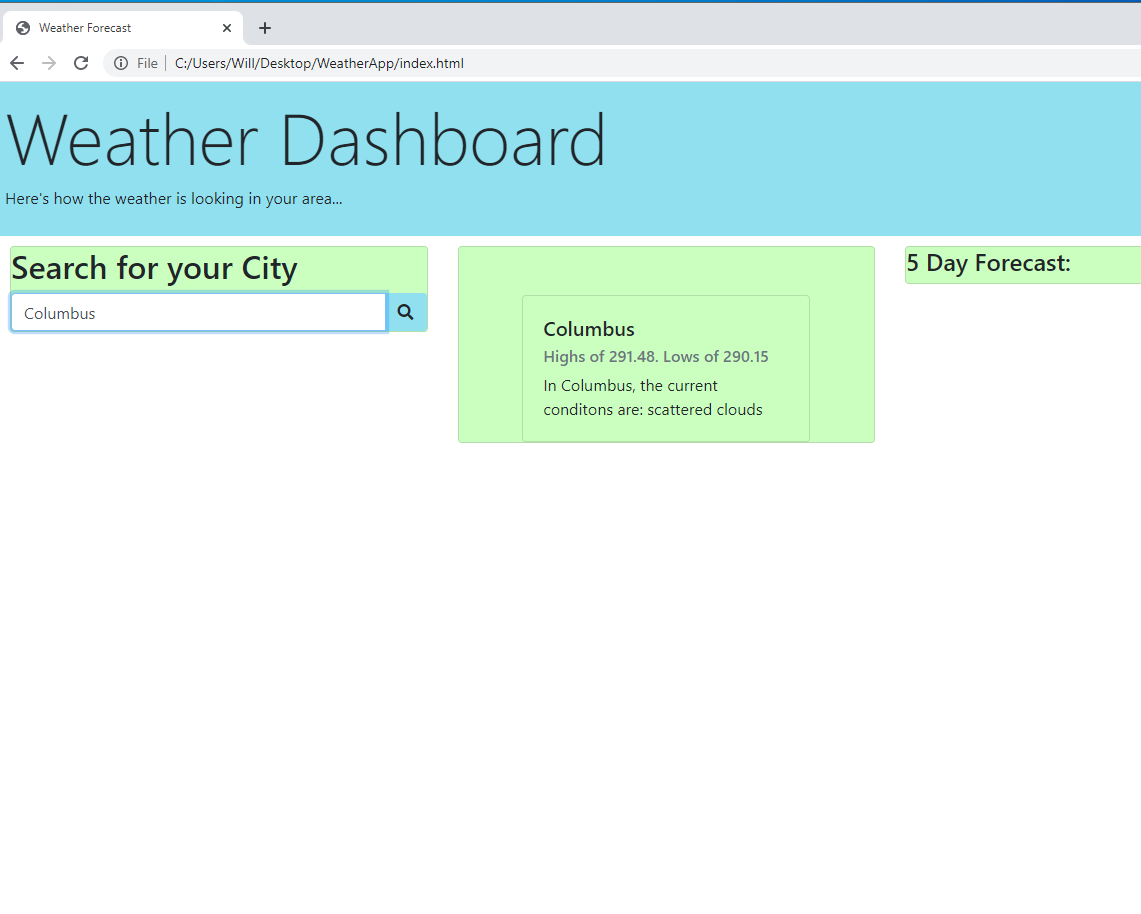 Weather Forecast
File
C:/Users/Will/Desktop/WeatherApp/index.html
Weather Dashboard
Here's how the weather is looking in your area...
Search for your City
Columbus
Columbus
Highs of 291.48. Lows of 290.15
In Columbus, the current
conditons are: scattered clouds
5 Day Forecast: